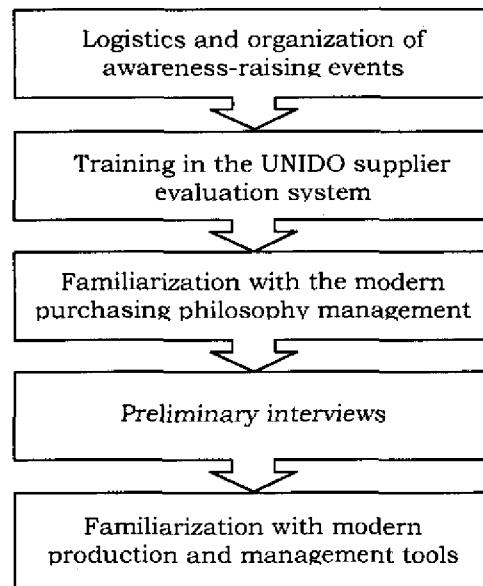 Logistics and organization of
awareness-raising events
Training in the UNIDO supplier
evaluation system
Familiarization with the modern
purchasing philosophy management
Preliminary interviews
Familiarization with modern
production and management tools